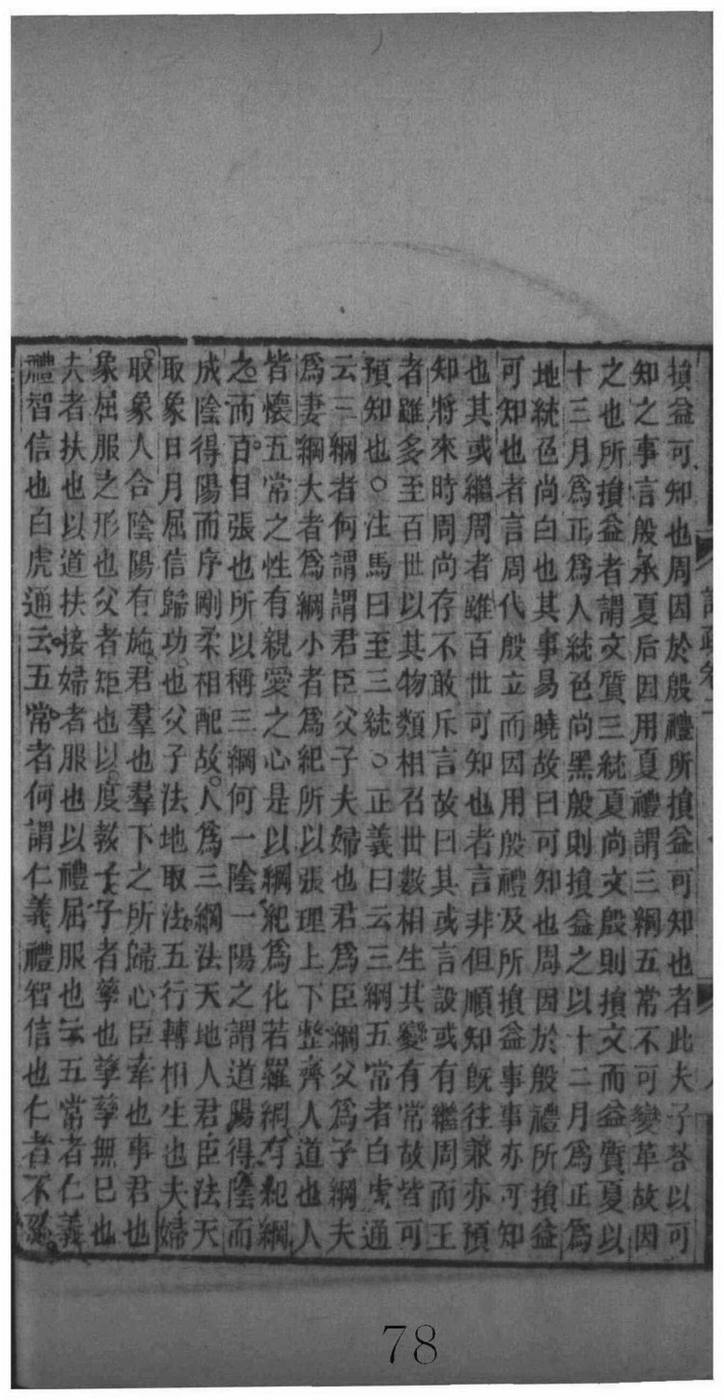 損益可知也周因於殷禮所損益可知也者此夫子答以可
知之事言殷承夏后因用夏禮謂三綱五常不可變革故因
之也所損益者謂文質三統夏尚文殷則損文而益質夏以
十三月爲正爲人統色尚黑殷則損益之以十二月爲正爲
地統色尚白也其事易曉故曰可知也周因於殷禮所損益
可知也者言周代殷立而因用殷禮及所損益事事亦可知
也其或繼周者雖百世可知也者言非但順知旣往兼亦預
知將來時周尚存不敢斥言故曰其或言設或有繼周而王
者雖多至百世以其物類相召世數相生其變有常故皆可
預知也○注馬曰至三統○正義曰云三綱五常者白虎通
云三綱者何謂謂君臣父子夫婦也君爲臣綱父爲子綱夫
爲妻綱大者爲綱小者爲紀所以張理上下整齊人道也人
皆懷五常之性有親愛之心是以綱紀爲化若羅網有紀綱
之而百目張也所以稱三綱何一陰一陽之謂道陽得陰而
成陰得陽而序剛柔相配故人爲三綱法天地人君臣法天
取象日月屈信歸功也父子法地取法五行轉相生也夫婦
取象人合陰陽有施君羣也羣下之所歸心臣牽也事君也
象屈服之形也父者矩也以度敎子子者孳也孳孳無已也
夫者扶也以道扶接婦者服也以禮屈服也云五常者仁義
禮智信也白虎通云五常者何謂仁義禮智信也仁者不忍
78